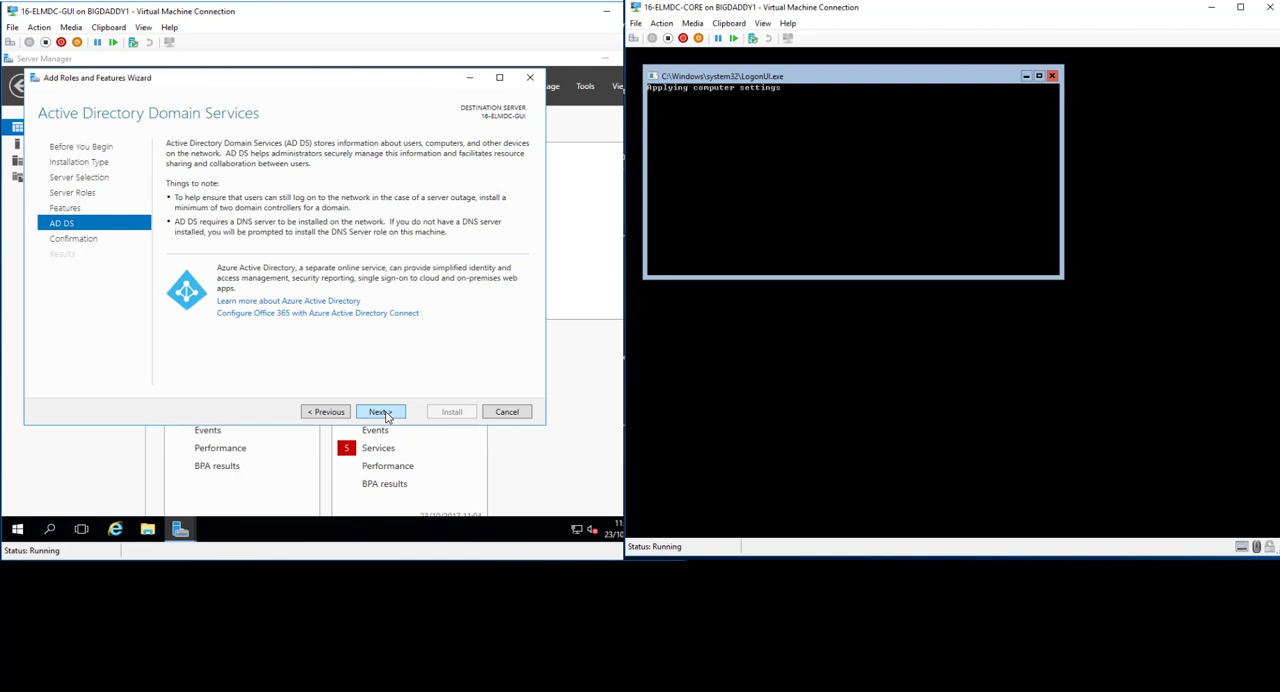 16-ELMDC-GUI on BIGDADDY1 - Virtual Machine Connection
File Action Media Clipboard View Help
Server Manager
Add Roles and Features Wizard
Tools
Active Directory Domain Services
DESTINATION SERVER
16-ELMDC-GUI
Before You Begin
Installation Type
Server Selection
Server Roles
Features
AD DS
Confirmation
Results
Active Directory Domain Services (AD DS) stores information about users, computers, and other devices
on the network. AD DS helps administrators securely manage this information and facilitates resource
sharing and collaboration between users.
Things to note:
• To help ensure that users can still log on to the network in the case of a server outage, install a
minimum of two domain controllers for a domain.
• AD DS requires a DNS server to be installed on the network. If you do not have a DNS server
installed, you will be prompted to install the DNS Server role on this machine.
Azure Active Directory, a separate online service, can provide simplified identity and
access management, security reporting, single sign-on to cloud and on-premises web
apps.
Learn more about Azure Active Directory
Configure Office 365 with Azure Active Directory Connect
< Previous Next > Install Cancel
Events
Performance
BPA results
Events
5 Services
Performance
BPA results
23/10/2017 11:04
Status: Running
16-ELMDC-CORE on BIGDADDY1 - Virtual Machine Connection
File Action Media Clipboard View Help
C:\Windows\system32\LogonUI.exe
Applying computer settings
Status: Running